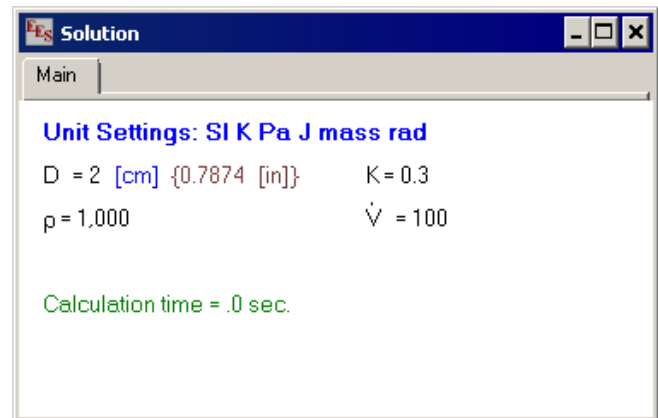 EES Solution
Main
Unit Settings: SI K Pa J mass rad
D = 2 [cm] {0.7874 [in]} K = 0.3
ρ = 1,000 V̇ = 100
Calculation time = .0 sec.